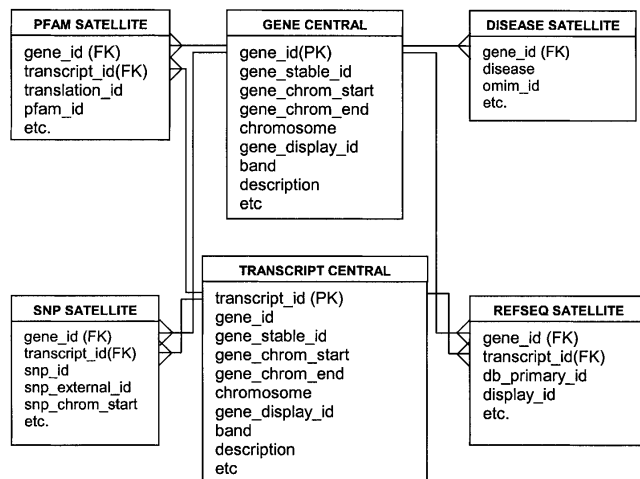 PFAM SATELLITE
gene_id (FK)
transcript_id(FK)
translation_id
pfam_id
etc.
GENE CENTRAL
gene_id(PK)
gene_stable_id
gene_chrom_start
gene_chrom_end
chromosome
gene_display_id
band
description
etc
DISEASE SATELLITE
gene_id (FK)
disease
omim_id
etc.
SNP SATELLITE
gene_id (FK)
transcript_id(FK)
snp_id
snp_external_id
snp_chrom_start
etc.
TRANSCRIPT CENTRAL
transcript_id (PK)
gene_id
gene_stable_id
gene_chrom_start
gene_chrom_end
chromosome
gene_display_id
band
description
etc
REFSEQ SATELLITE
gene_id (FK)
transcript_id(FK)
db_primary_id
display_id
etc.